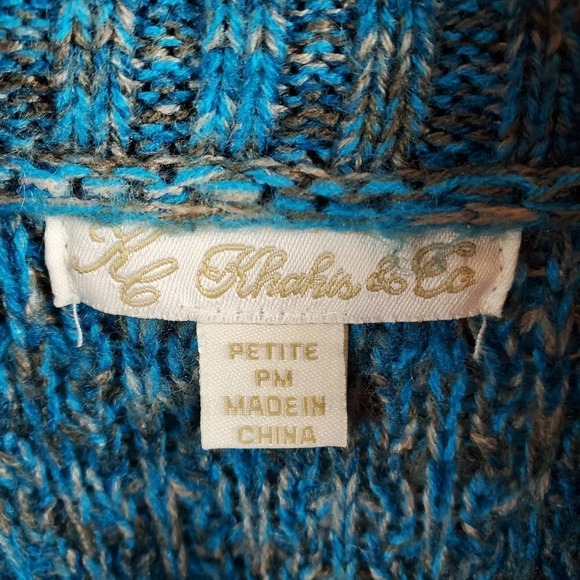 KC Khakis & Co
PETITE
PM
MADE IN
CHINA